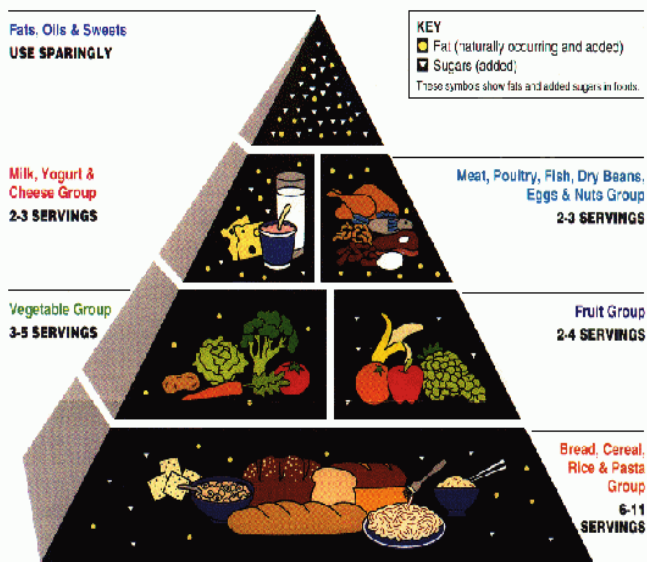 Fats, Oils & Sweets
USE SPARINGLY
KEY
Fat (naturally occurring and added)
Sugars (added)
These symbols show fats and added sugars in foods.
Milk, Yogurt &
Cheese Group
2-3 SERVINGS
Meat, Poultry, Fish, Dry Beans,
Eggs & Nuts Group
2-3 SERVINGS
Vegetable Group
3-5 SERVINGS
Fruit Group
2-4 SERVINGS
Bread, Cereal,
Rice & Pasta
Group
6-11
SERVINGS